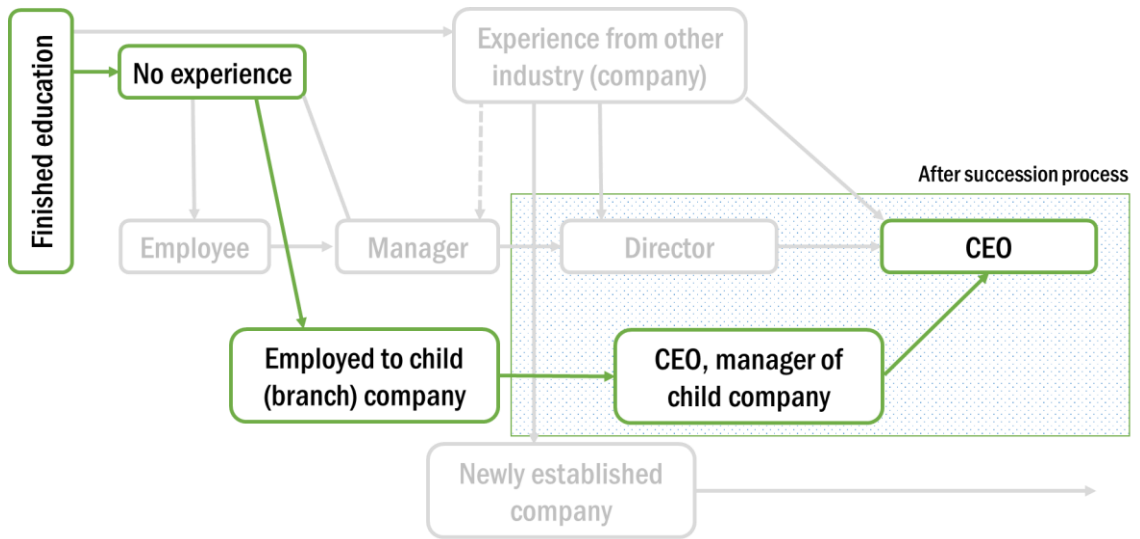 Finished education
Experience from other
industry (company)
No experience
After succession process
Employee
Manager
Director
CEO
Employed to child
(branch) company
CEO, manager of
child company
Newly established
company